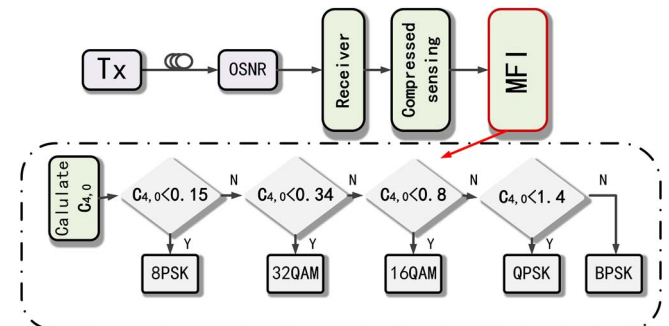 Tx
OSNR
Receiver
Compressed
sensing
MFI
Calulate
C4,0
C4,0<0.15
N
C4,0<0.34
N
C4,0<0.8
N
C4,0<1.4
N
Y
Y
Y
Y
8PSK
32QAM
16QAM
QPSK
BPSK